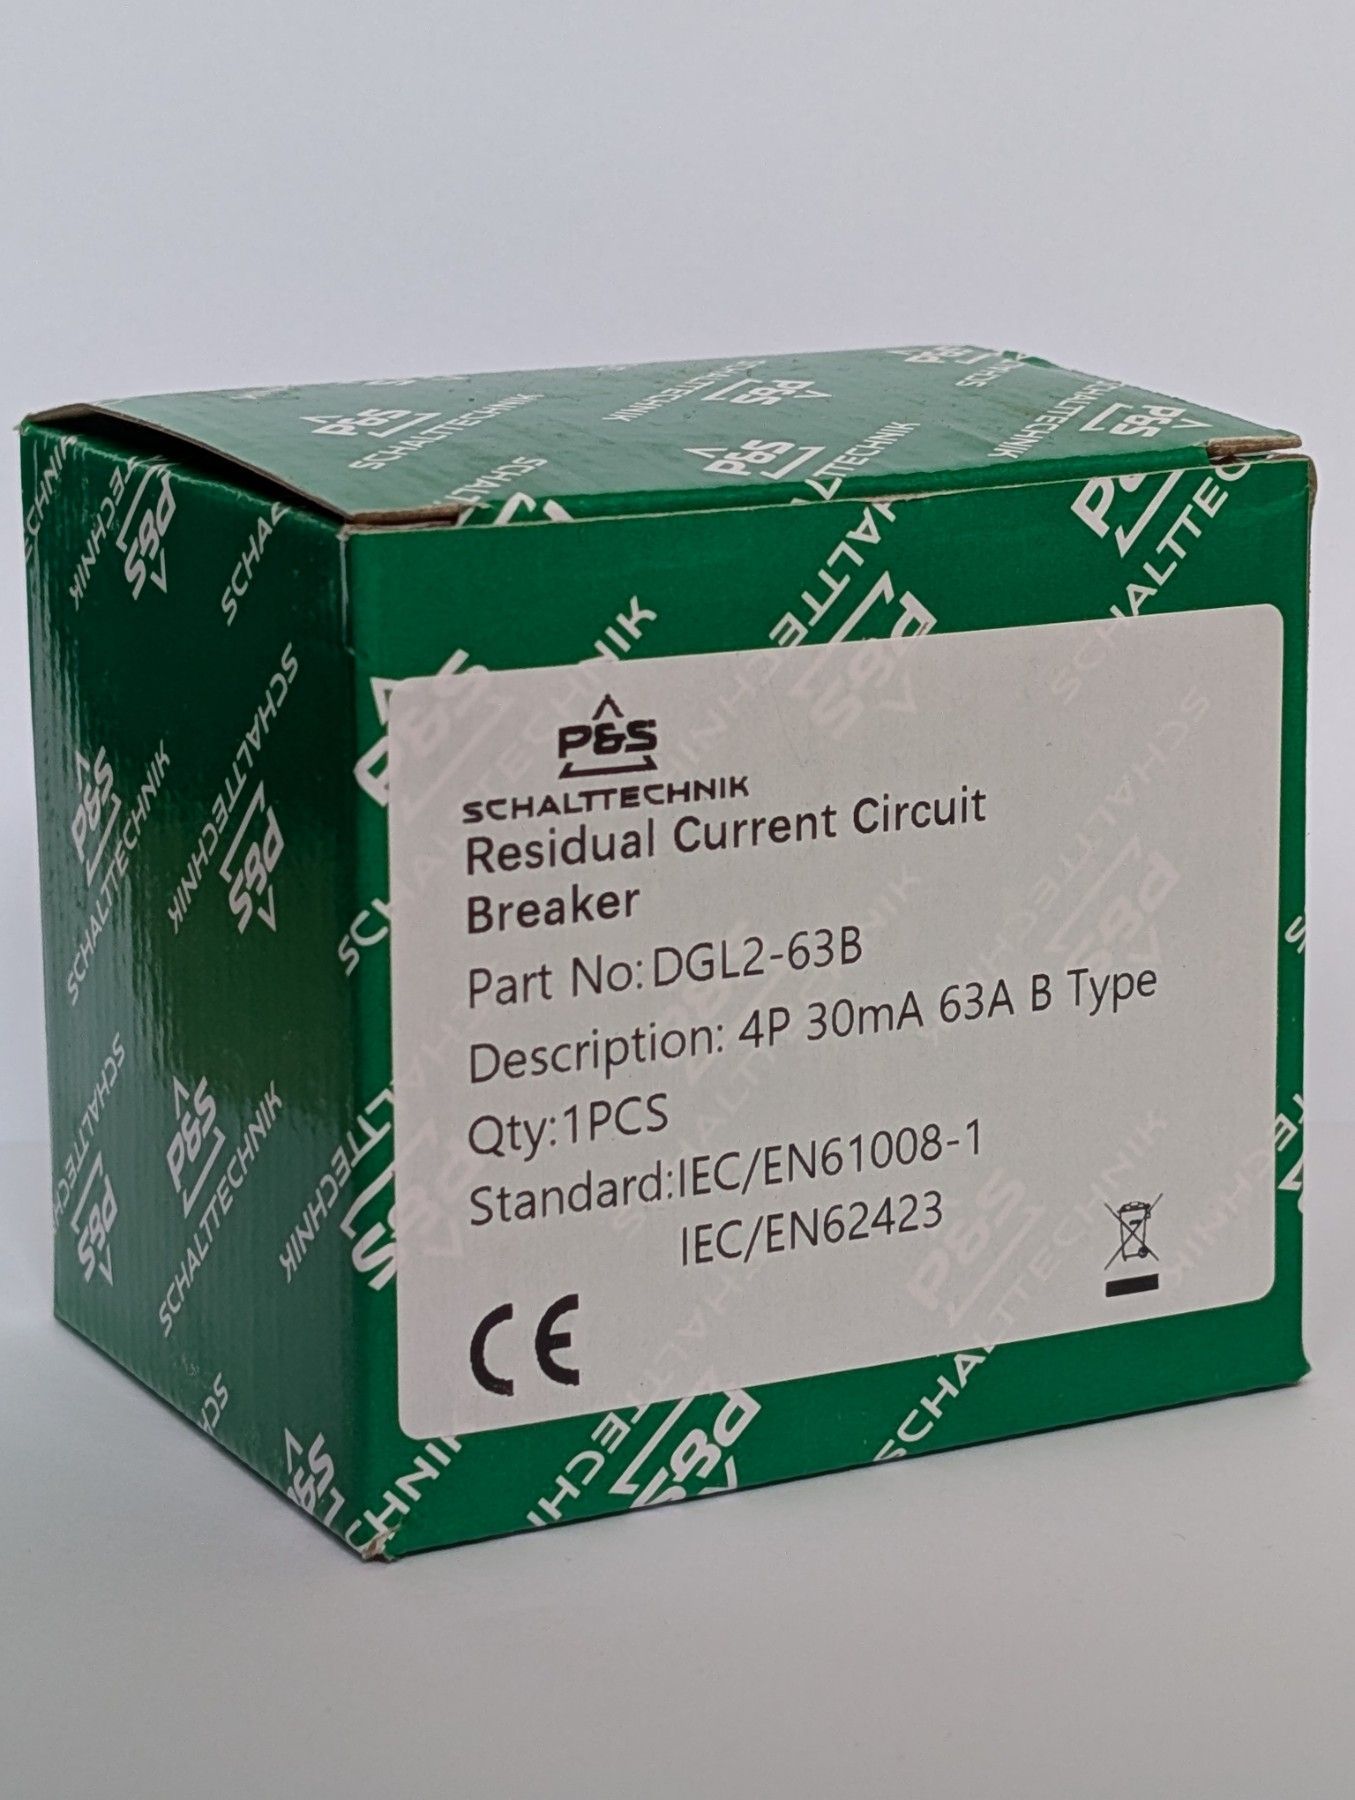 P&S
SCHALTTECHNIK
Residual Current Circuit
Breaker
Part No:DGL2-63B
Description: 4P 30mA 63A B Type
Qty:1PCS
Standard:IEC/EN61008-1
IEC/EN62423
CE